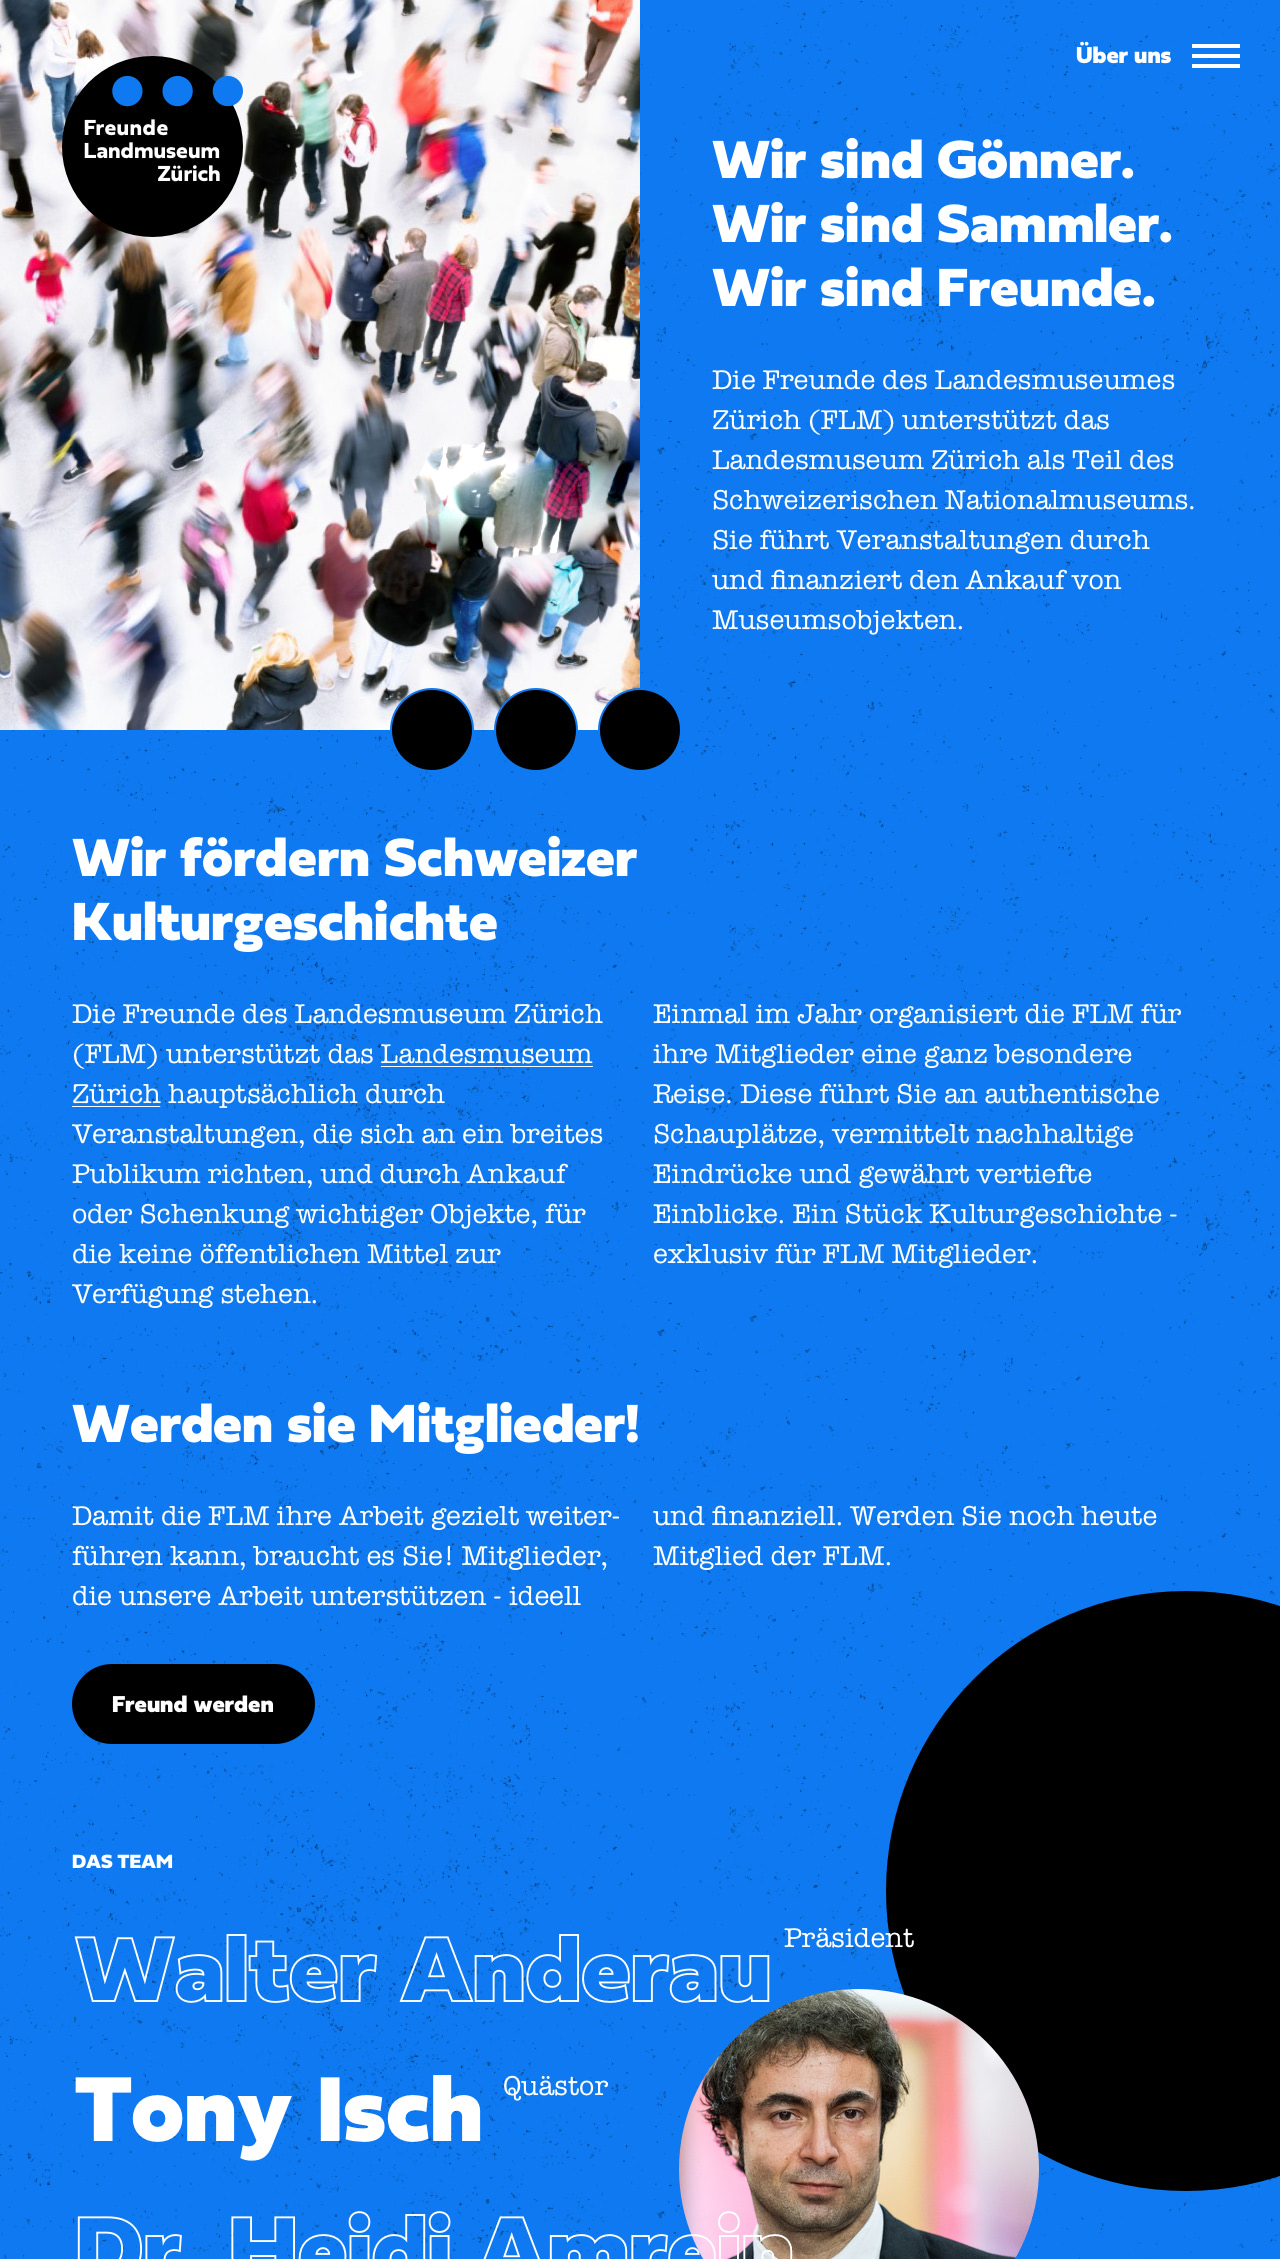 Freunde
Landmuseum
Zürich
Über uns
Wir sind Gönner.
Wir sind Sammler.
Wir sind Freunde.
Die Freunde des Landesmuseumes
Zürich (FLM) unterstützt das
Landesmuseum Zürich als Teil des
Schweizerischen Nationalmuseums.
Sie führt Veranstaltungen durch
und finanziert den Ankauf von
Museumsobjekten.
Wir fördern Schweizer
Kulturgeschichte
Die Freunde des Landesmuseum Zürich
(FLM) unterstützt das Landesmuseum
Zürich hauptsächlich durch
Veranstaltungen, die sich an ein breites
Publikum richten, und durch Ankauf
oder Schenkung wichtiger Objekte, für
die keine öffentlichen Mittel zur
Verfügung stehen.
Einmal im Jahr organisiert die FLM für
ihre Mitglieder eine ganz besondere
Reise. Diese führt Sie an authentische
Schauplätze, vermittelt nachhaltige
Eindrücke und gewährt vertiefte
Einblicke. Ein Stück Kulturgeschichte -
exklusiv für FLM Mitglieder.
Werden sie Mitglieder!
Damit die FLM ihre Arbeit gezielt weiter-
führen kann, braucht es Sie! Mitglieder,
die unsere Arbeit unterstützen - ideell
und finanziell. Werden Sie noch heute
Mitglied der FLM.
Freund werden
DAS TEAM
Walter Anderau Präsident
Tony Isch Quästor
Dr. Heidi Amrein